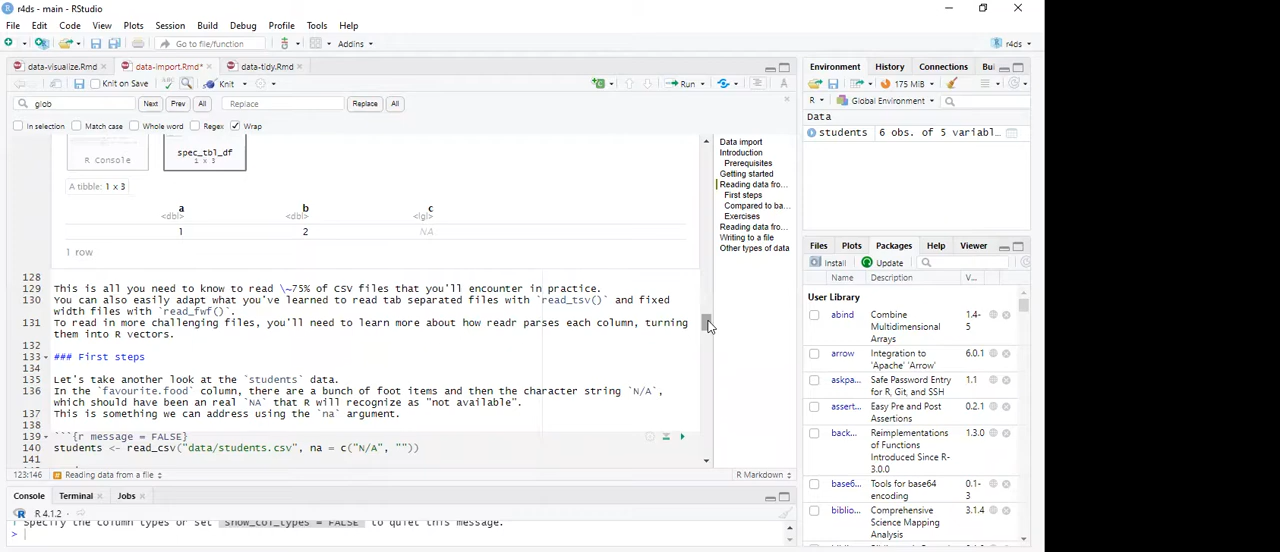 r4ds - main - RStudio
File Edit Code View Plots Session Build Debug Profile Tools Help
Go to file/function Addins r4ds
data-visualize.Rmd data-import.Rmd* data-tidy.Rmd
Knit on Save Knit Run
glob Next Prev All Replace Replace All
In selection Match case Whole word Regex Wrap
R Console
spec_tbl_df
1 x 3
A tibble: 1 x 3
a b c
<dbl> <dbl> <lgl>
1 2 NA
1 row
128
129 This is all you need to know to read \~75% of CSV files that you'll encounter in practice.
130 You can also easily adapt what you've learned to read tab separated files with `read_tsv()` and fixed
width files with `read_fwf()`.
131 To read in more challenging files, you'll need to learn more about how readr parses each column, turning
them into R vectors.
132
133 ### First steps
134
135 Let's take another look at the `students` data.
136 In the `favourite.food` column, there are a bunch of foot items and then the character string `N/A`,
which should have been an real `NA` that R will recognize as "not available".
137 This is something we can address using the `na` argument.
138
139 ```{r message = FALSE}
140 students <- read_csv("data/students.csv", na = c("N/A", ""))
141
123:146 Reading data from a file R Markdown
Data import
Introduction
Prerequisites
Getting started
Reading data fro...
First steps
Compared to ba...
Exercises
Reading data fro...
Writing to a file
Other types of data
Console Terminal Jobs
R 4.1.2 · ~/
i Specify the column types or set `show_col_types = FALSE` to quiet this message.
>
Environment History Connections Bu
175 MiB
R Global Environment
Data
students 6 obs. of 5 variabl...
Files Plots Packages Help Viewer
Install Update
Name Description V...
User Library
abind Combine Multidimensional Arrays 1.4-5
arrow Integration to 'Apache' 'Arrow' 6.0.1
askpa... Safe Password Entry for R, Git, and SSH 1.1
assert... Easy Pre and Post Assertions 0.2.1
back... Reimplementations of Functions Introduced Since R-3.0.0 1.3.0
base6... Tools for base64 encoding 0.1-3
biblio... Comprehensive Science Mapping Analysis 3.1.4